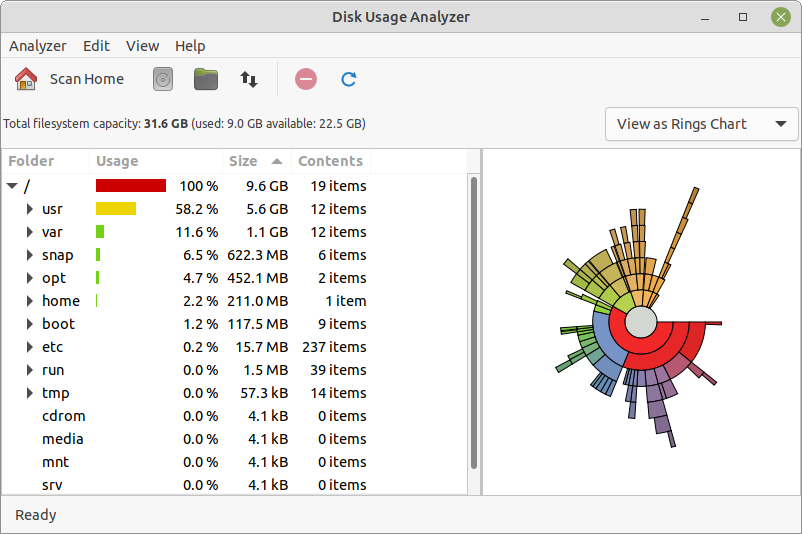 Disk Usage Analyzer
Analyzer Edit View Help
Scan Home
Total filesystem capacity: 31.6 GB (used: 9.0 GB available: 22.5 GB)
View as Rings Chart
Folder Usage Size Contents
/ 100 % 9.6 GB 19 items
usr 58.2 % 5.6 GB 12 items
var 11.6 % 1.1 GB 12 items
snap 6.5 % 622.3 MB 6 items
opt 4.7 % 452.1 MB 2 items
home 2.2 % 211.0 MB 1 item
boot 1.2 % 117.5 MB 9 items
etc 0.2 % 15.7 MB 237 items
run 0.0 % 1.5 MB 39 items
tmp 0.0 % 57.3 kB 14 items
cdrom 0.0 % 4.1 kB 0 items
media 0.0 % 4.1 kB 0 items
mnt 0.0 % 4.1 kB 0 items
srv 0.0 % 4.1 kB 0 items
Ready